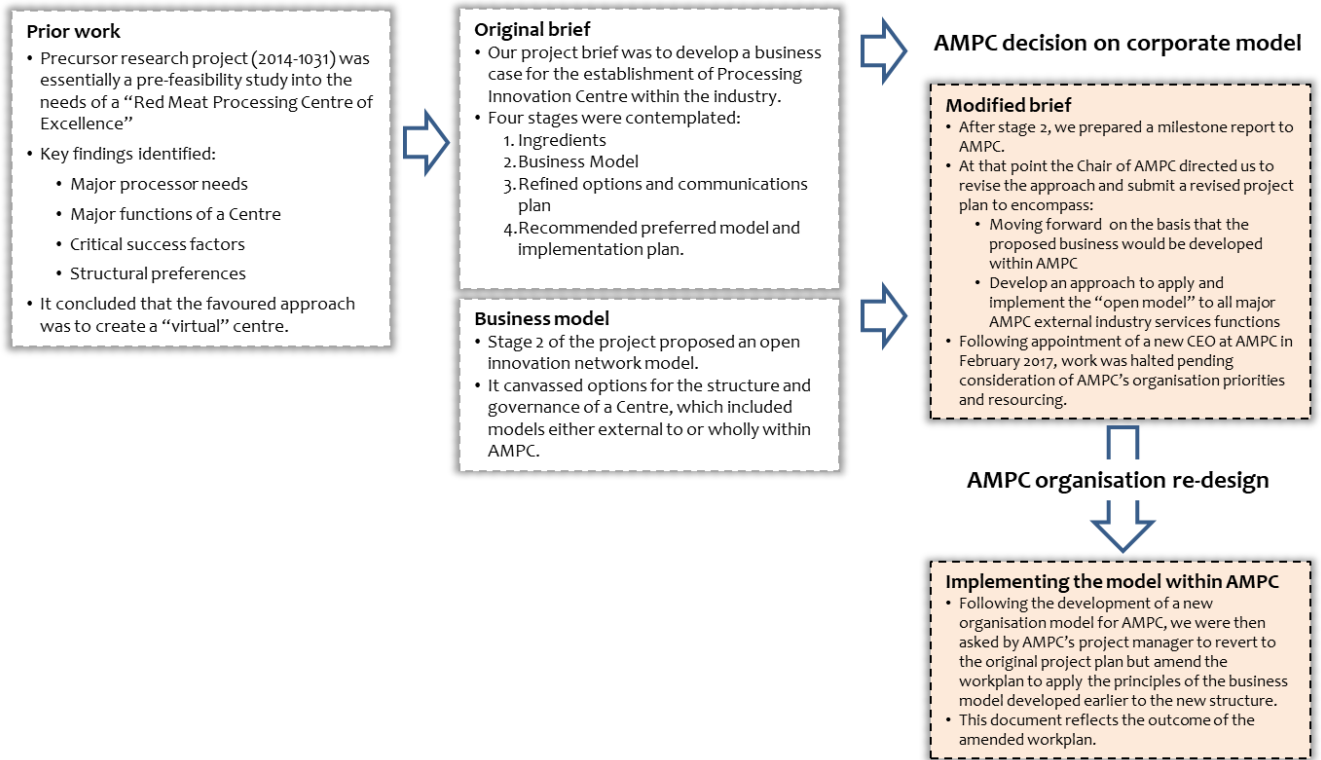 Prior work
• Precursor research project (2014-1031) was
essentially a pre-feasibility study into the
needs of a “Red Meat Processing Centre of
Excellence”
• Key findings identified:
• Major processor needs
• Major functions of a Centre
• Critical success factors
• Structural preferences
• It concluded that the favoured approach
was to create a “virtual” centre.
Original brief
• Our project brief was to develop a business
case for the establishment of Processing
Innovation Centre within the industry.
• Four stages were contemplated:
1. Ingredients
2. Business Model
3. Refined options and communications
plan
4. Recommended preferred model and
implementation plan.
Business model
• Stage 2 of the project proposed an open
innovation network model.
• It canvassed options for the structure and
governance of a Centre, which included
models either external to or wholly within
AMPC.
AMPC decision on corporate model
Modified brief
• After stage 2, we prepared a milestone report to
AMPC.
• At that point the Chair of AMPC directed us to
revise the approach and submit a revised project
plan to encompass:
• Moving forward on the basis that the
proposed business would be developed
within AMPC
• Develop an approach to apply and
implement the “open model” to all major
AMPC external industry services functions
• Following appointment of a new CEO at AMPC in
February 2017, work was halted pending
consideration of AMPC’s organisation priorities
and resourcing.
AMPC organisation re-design
Implementing the model within AMPC
• Following the development of a new
organisation model for AMPC, we were then
asked by AMPC’s project manager to revert to
the original project plan but amend the
workplan to apply the principles of the business
model developed earlier to the new structure.
• This document reflects the outcome of the
amended workplan.